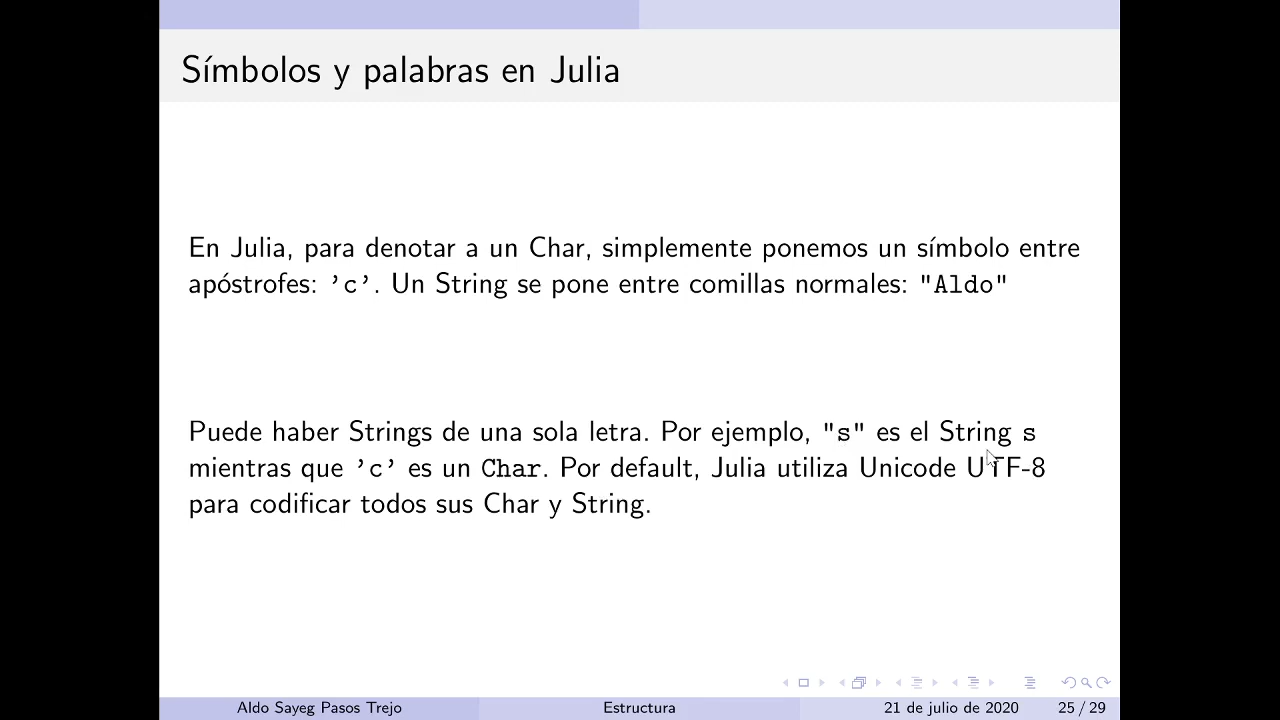 Símbolos y palabras en Julia
En Julia, para denotar a un Char, simplemente ponemos un símbolo entre
apóstrofes: ’c’. Un String se pone entre comillas normales: "Aldo"
Puede haber Strings de una sola letra. Por ejemplo, "s" es el String s
mientras que ’c’ es un Char. Por default, Julia utiliza Unicode UTF-8
para codificar todos sus Char y String.
Aldo Sayeg Pasos Trejo Estructura 21 de julio de 2020 25 / 29